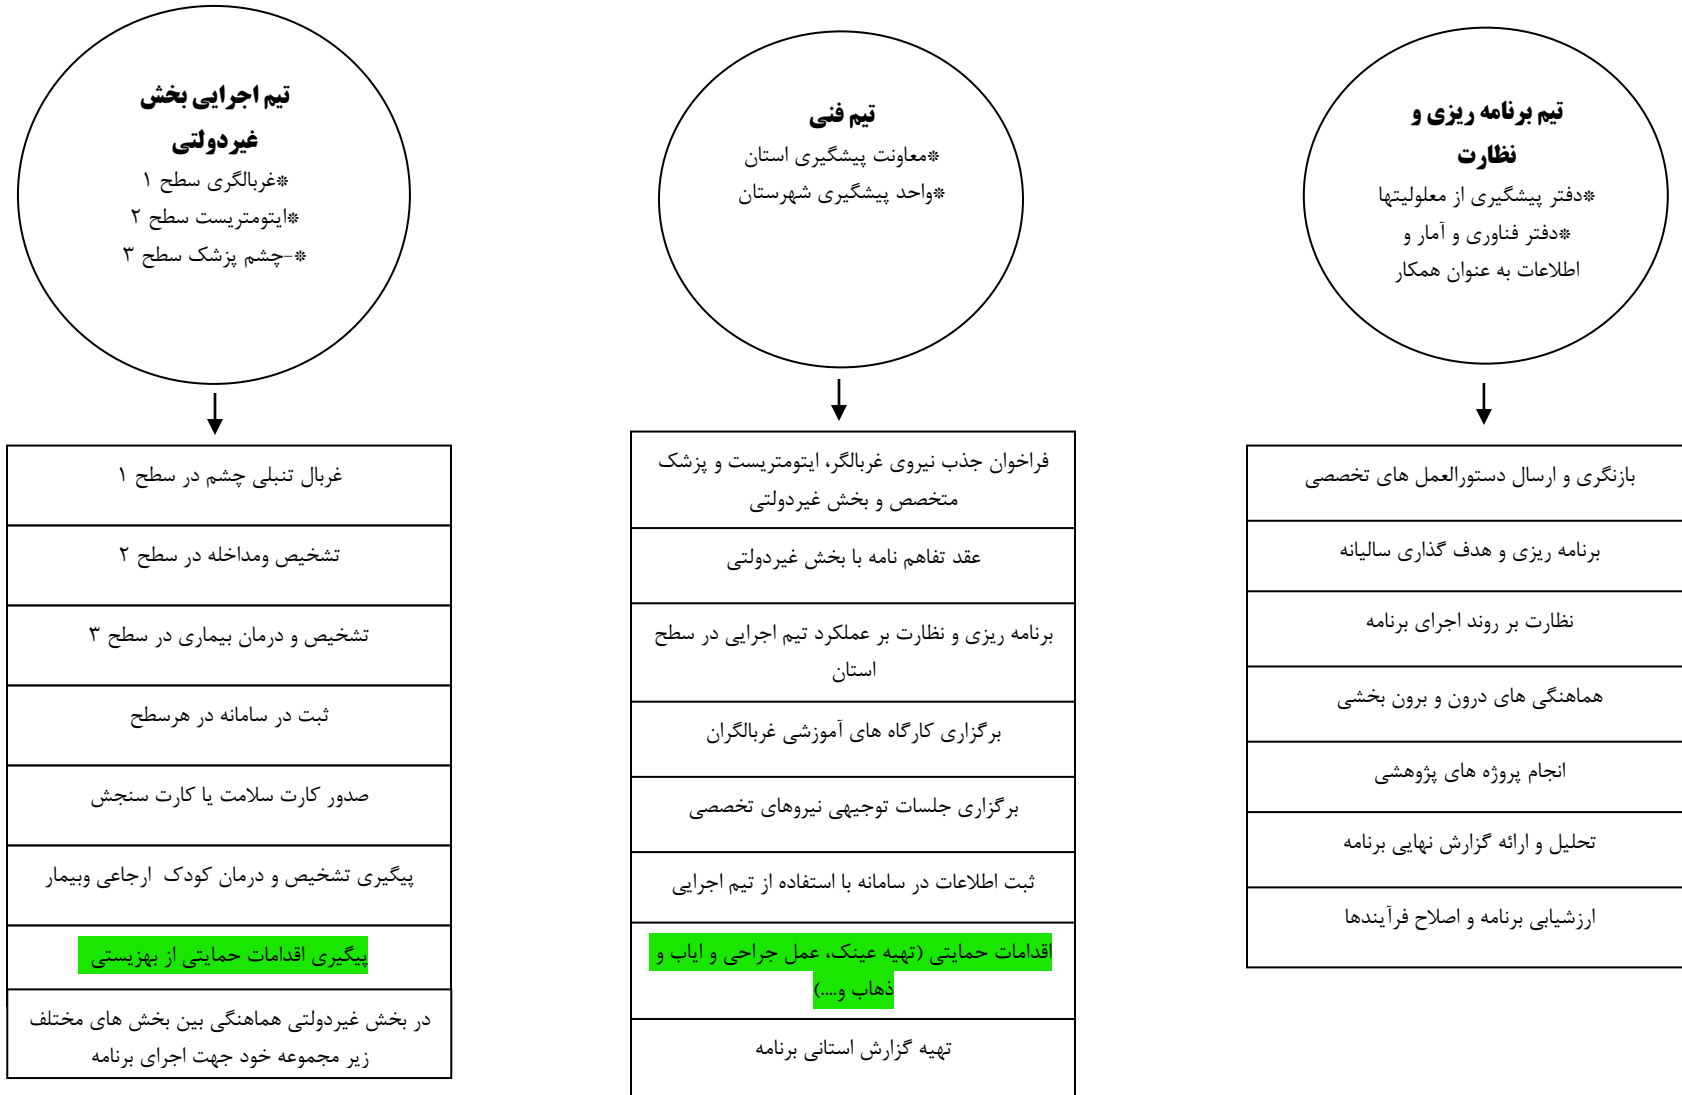 تیم برنامه ریزی و
نظارت
*دفتر پیشگیری از معلولیتها
*دفتر فناوری و آمار و
اطلاعات به عنوان همکار
بازنگری و ارسال دستورالعمل های تخصصی
برنامه ریزی و هدف گذاری سالیانه
نظارت بر روند اجرای برنامه
هماهنگی های درون و برون بخشی
انجام پروژه های پژوهشی
تحلیل و ارائه گزارش نهایی برنامه
ارزشیابی برنامه و اصلاح فرآیندها
تیم فنی
*معاونت پیشگیری استان
*واحد پیشگیری شهرستان
فراخوان جذب نیروی غربالگر، اپتومتریست و پزشک
متخصص و بخش غیردولتی
عقد تفاهم نامه با بخش غیردولتی
برنامه ریزی و نظارت بر عملکرد تیم اجرایی در سطح
استان
برگزاری کارگاه های آموزشی غربالگران
برگزاری جلسات توجیهی نیروهای تخصصی
ثبت اطلاعات در سامانه با استفاده از تیم اجرایی
اقدامات حمایتی (تهیه عینک، عمل جراحی و ایاب و
ذهاب و....)
تهیه گزارش استانی برنامه
تیم اجرایی بخش
غیردولتی
*غربالگری سطح ۱
*اپتومتریست سطح ۲
*-چشم پزشک سطح ۳
غربال تنبلی چشم در سطح ۱
تشخیص ومداخله در سطح ۲
تشخیص و درمان بیماری در سطح ۳
ثبت در سامانه در هرسطح
صدور کارت سلامت یا کارت سنجش
پیگیری تشخیص و درمان کودک ارجاعی وبیمار
پیگیری اقدامات حمایتی از بهزیستی
در بخش غیردولتی هماهنگی بین بخش های مختلف
زیر مجموعه خود جهت اجرای برنامه